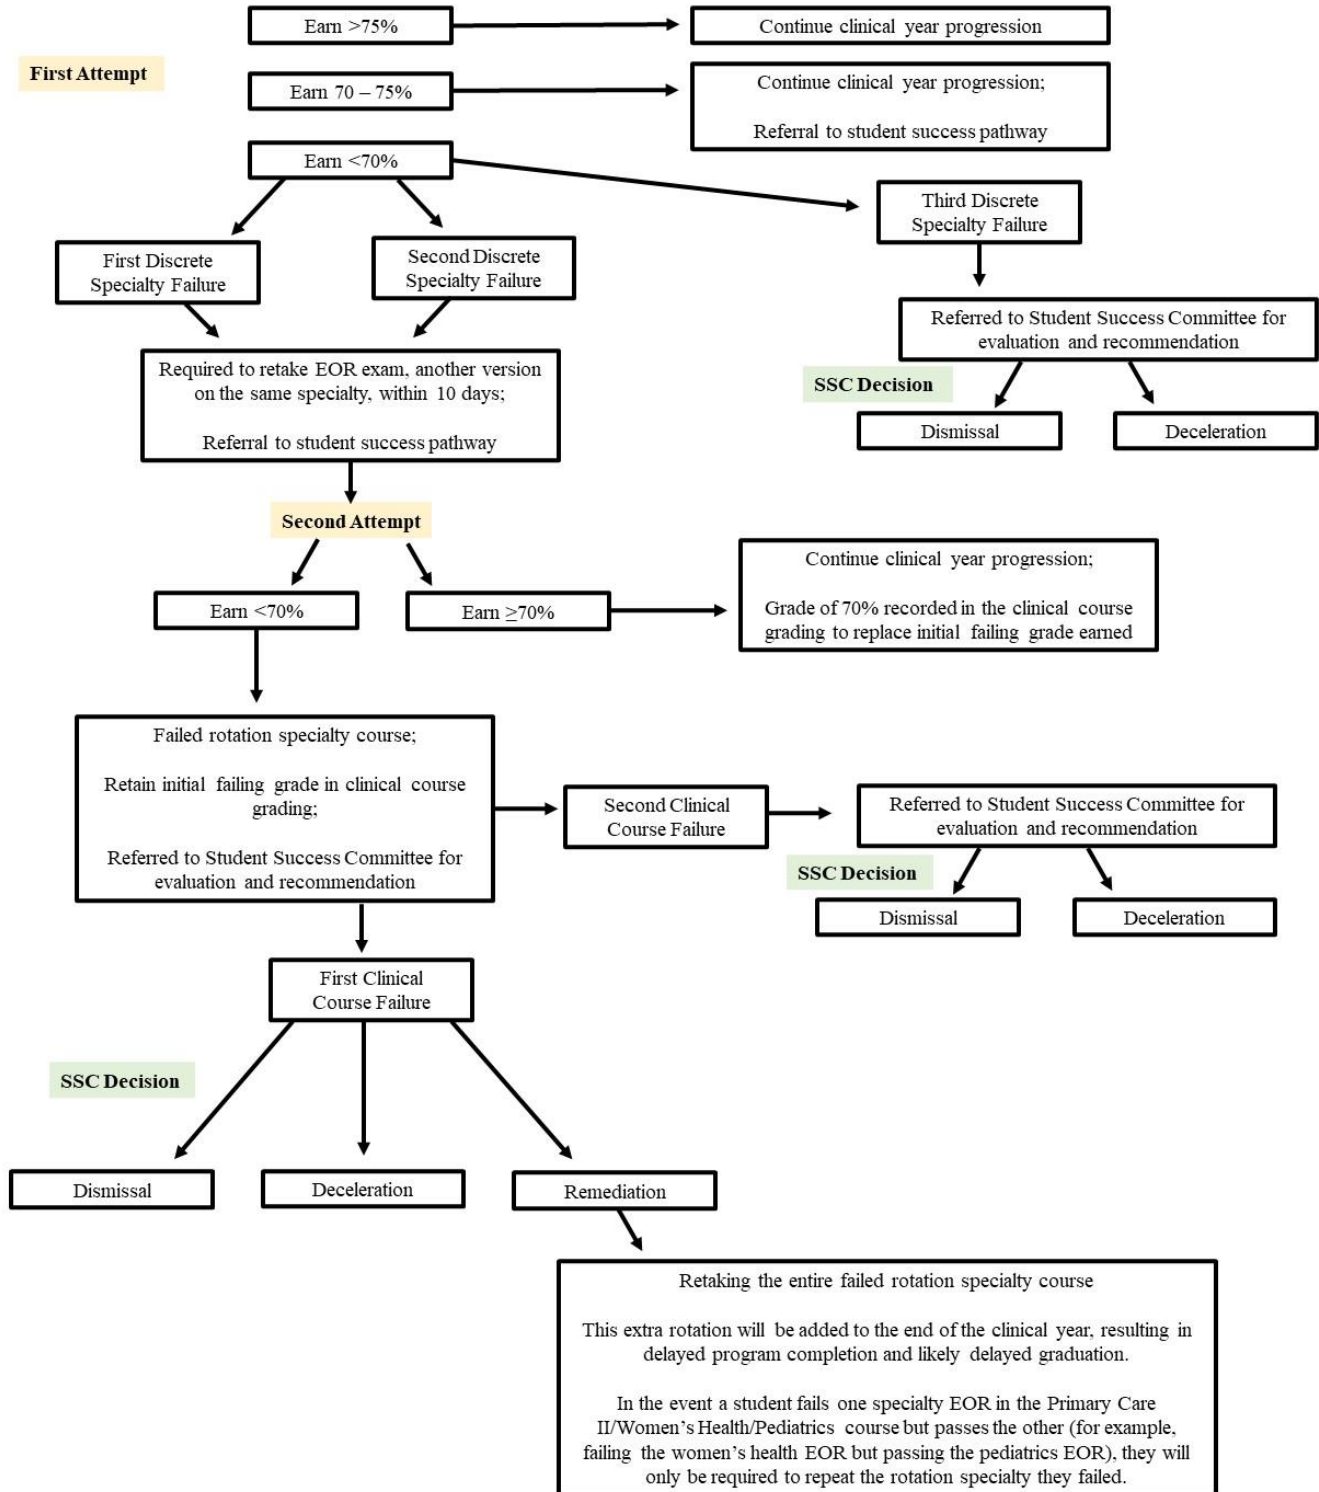 Earn >75%
Continue clinical year progression
First Attempt
Earn 70 – 75%
Continue clinical year progression;
Referral to student success pathway
Earn <70%
Third Discrete
Specialty Failure
First Discrete
Specialty Failure
Second Discrete
Specialty Failure
Referred to Student Success Committee for
evaluation and recommendation
SSC Decision
Dismissal
Deceleration
Required to retake EOR exam, another version
on the same specialty, within 10 days;
Referral to student success pathway
Second Attempt
Earn <70%
Earn ≥70%
Continue clinical year progression;
Grade of 70% recorded in the clinical course
grading to replace initial failing grade earned
Failed rotation specialty course;
Retain initial failing grade in clinical course
grading;
Referred to Student Success Committee for
evaluation and recommendation
Second Clinical
Course Failure
Referred to Student Success Committee for
evaluation and recommendation
SSC Decision
Dismissal
Deceleration
First Clinical
Course Failure
SSC Decision
Dismissal
Deceleration
Remediation
Retaking the entire failed rotation specialty course
This extra rotation will be added to the end of the clinical year, resulting in
delayed program completion and likely delayed graduation.
In the event a student fails one specialty EOR in the Primary Care
II/Women's Health/Pediatrics course but passes the other (for example,
failing the women's health EOR but passing the pediatrics EOR), they will
only be required to repeat the rotation specialty they failed.